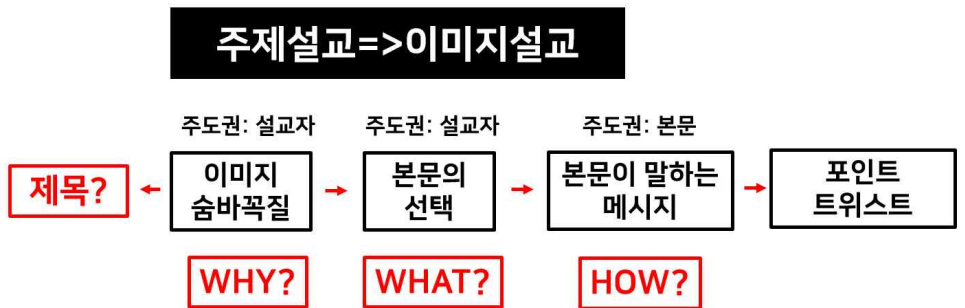 주제설교=>이미지설교
주도권: 설교자
주도권: 설교자
주도권: 본문
제목?
이미지
숨바꼭질
본문의
선택
본문이 말하는
메시지
포인트
트위스트
WHY?
WHAT?
HOW?